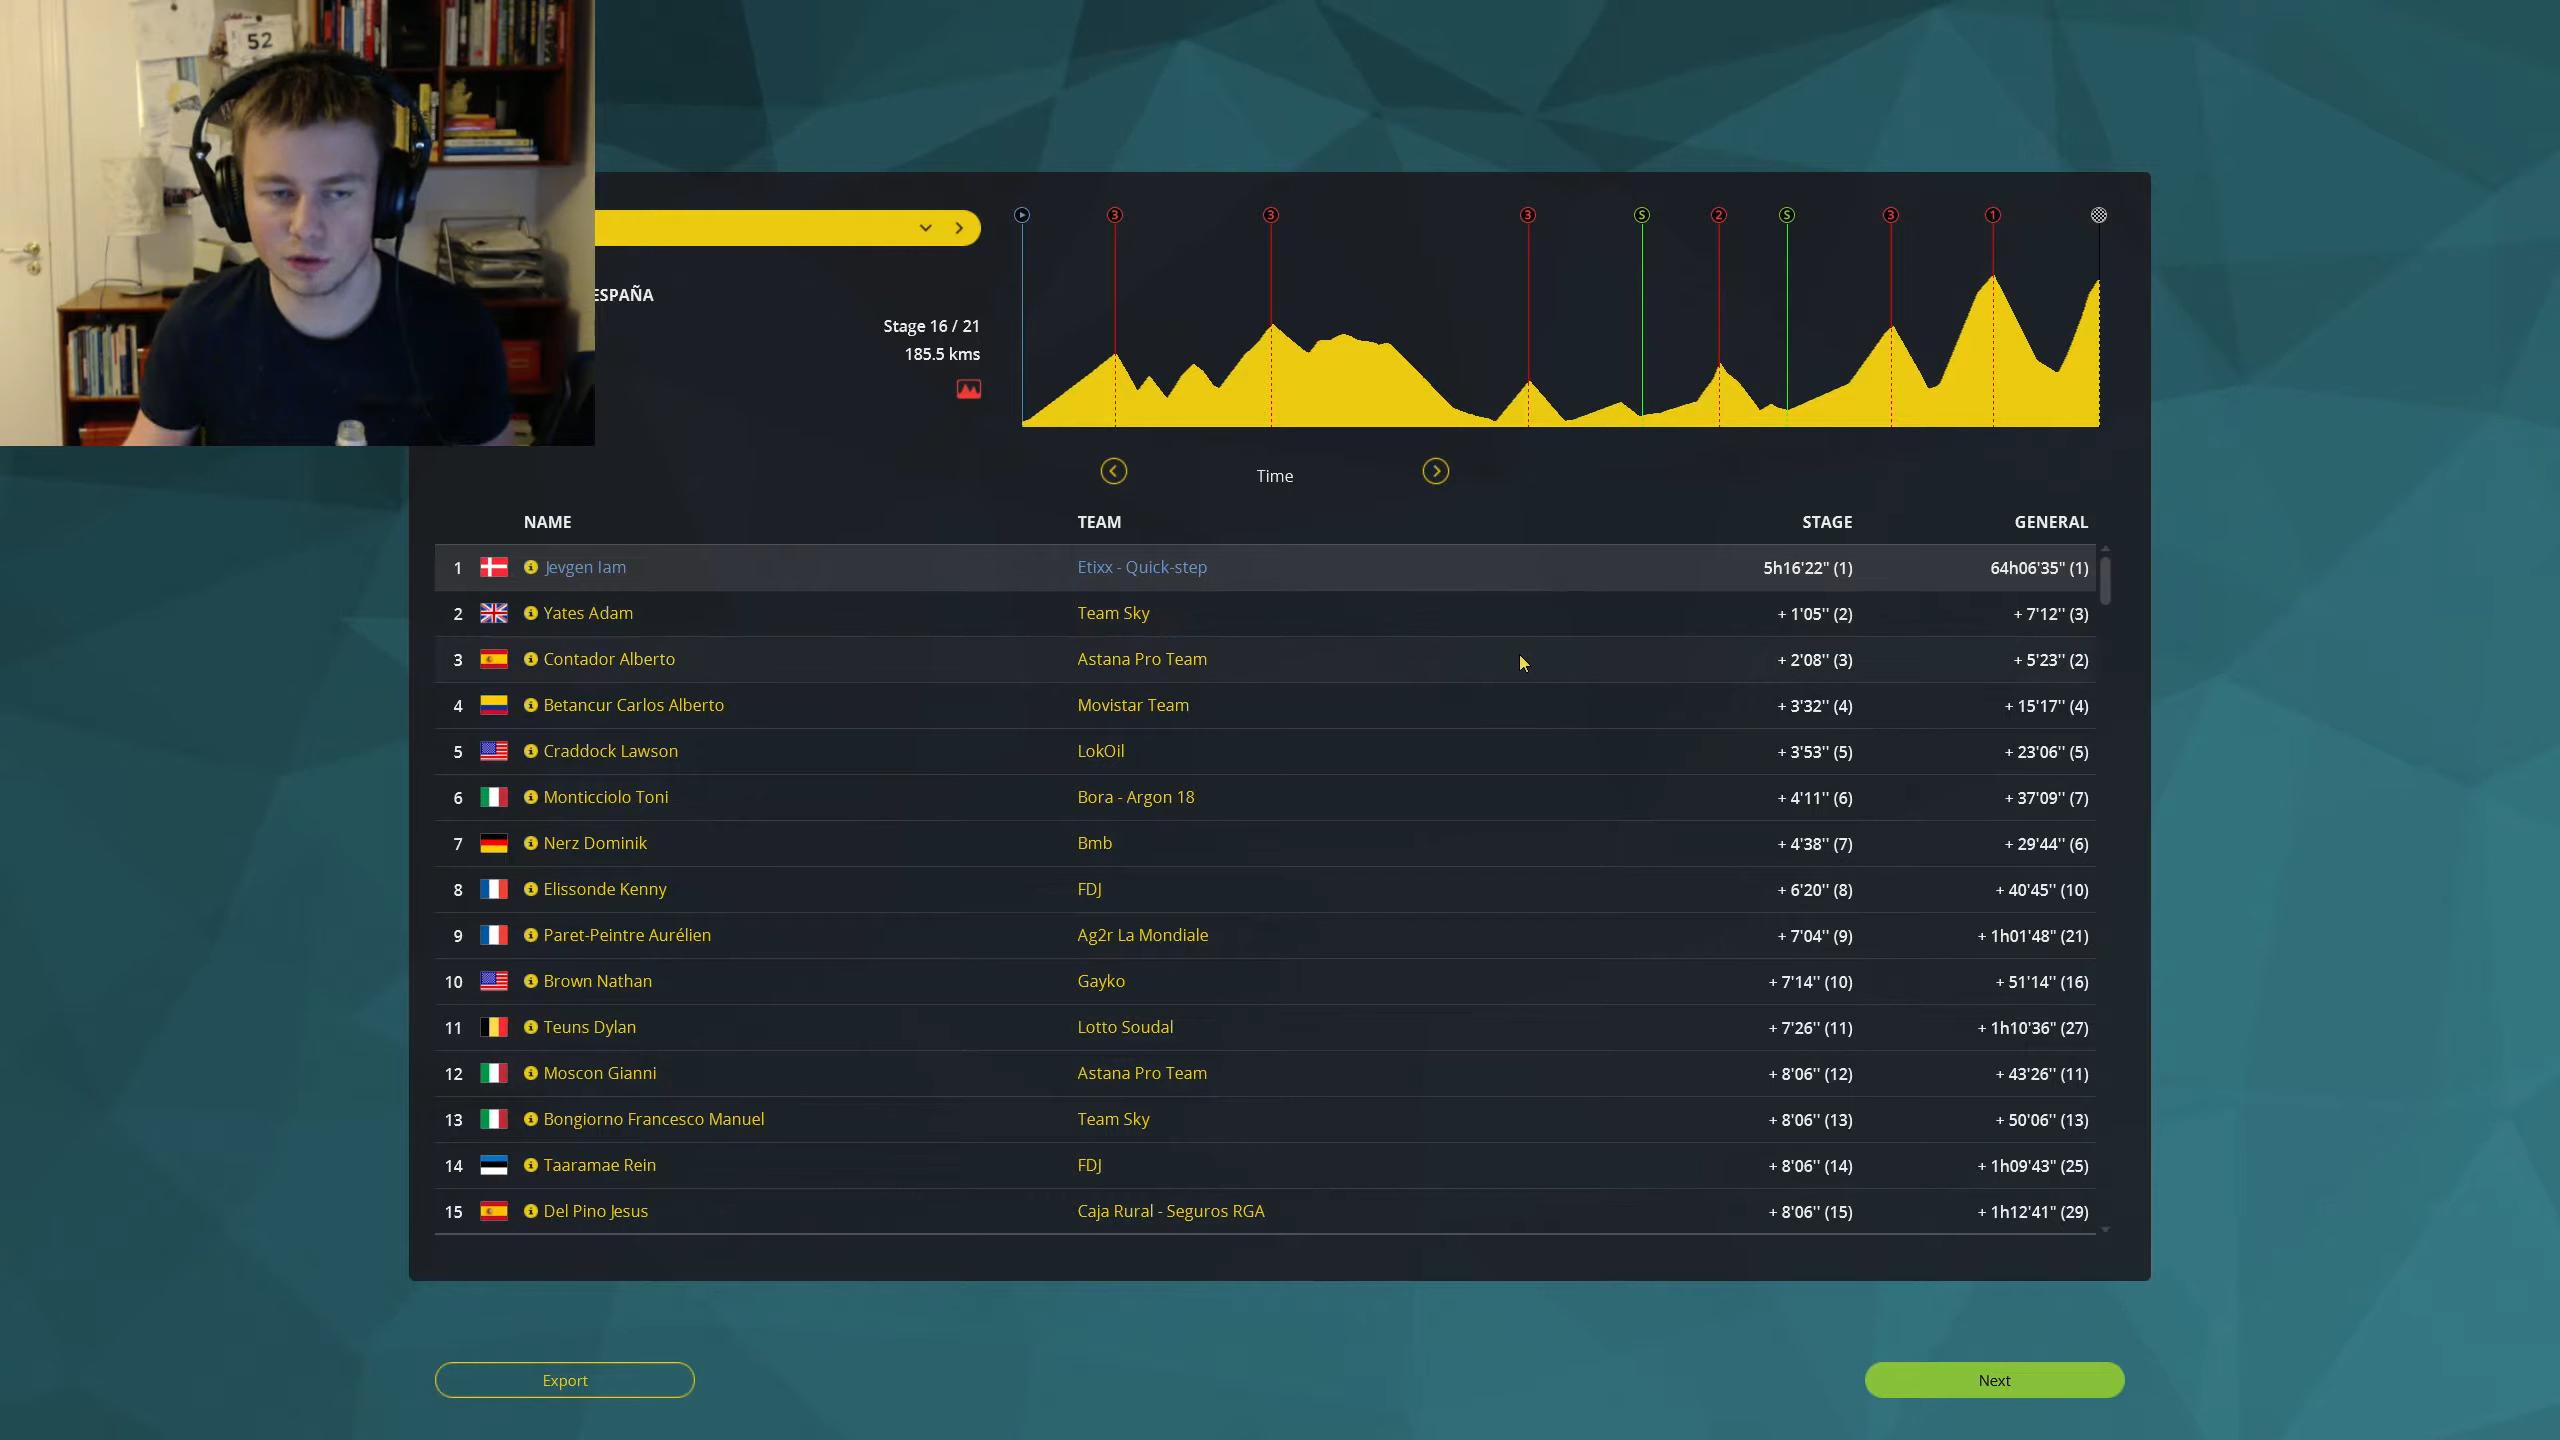 52
3
3
3
S
2
S
3
1
ESPAÑA
Stage 16 / 21
185.5 kms
Time
NAME TEAM STAGE GENERAL
1 Jevgen Iam Etixx - Quick-step 5h16'22" (1) 64h06'35" (1)
2 Yates Adam Team Sky + 1'05'' (2) + 7'12'' (3)
3 Contador Alberto Astana Pro Team + 2'08'' (3) + 5'23'' (2)
4 Betancur Carlos Alberto Movistar Team + 3'32'' (4) + 15'17'' (4)
5 Craddock Lawson LokOil + 3'53'' (5) + 23'06'' (5)
6 Monticciolo Toni Bora - Argon 18 + 4'11'' (6) + 37'09'' (7)
7 Nerz Dominik Bmb + 4'38'' (7) + 29'44'' (6)
8 Elissonde Kenny FDJ + 6'20'' (8) + 40'45'' (10)
9 Paret-Peintre Aurélien Ag2r La Mondiale + 7'04'' (9) + 1h01'48" (21)
10 Brown Nathan Gayko + 7'14'' (10) + 51'14'' (16)
11 Teuns Dylan Lotto Soudal + 7'26'' (11) + 1h10'36" (27)
12 Moscon Gianni Astana Pro Team + 8'06'' (12) + 43'26'' (11)
13 Bongiorno Francesco Manuel Team Sky + 8'06'' (13) + 50'06'' (13)
14 Taaramae Rein FDJ + 8'06'' (14) + 1h09'43" (25)
15 Del Pino Jesus Caja Rural - Seguros RGA + 8'06'' (15) + 1h12'41" (29)
Export
Next